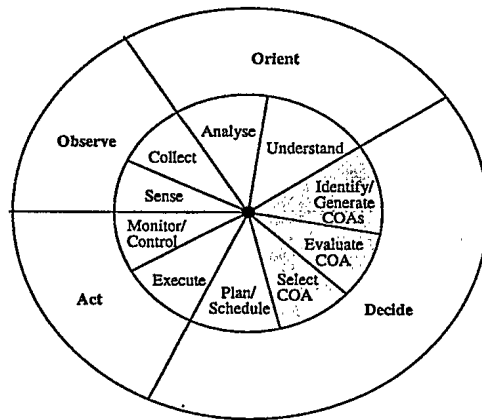 Orient
Observe
Analyse
Understand
Collect
Sense
Identify/
Generate
COAs
Monitor/
Control
Evaluate
COA
Execute
Plan/
Schedule
Select
COA
Act
Decide